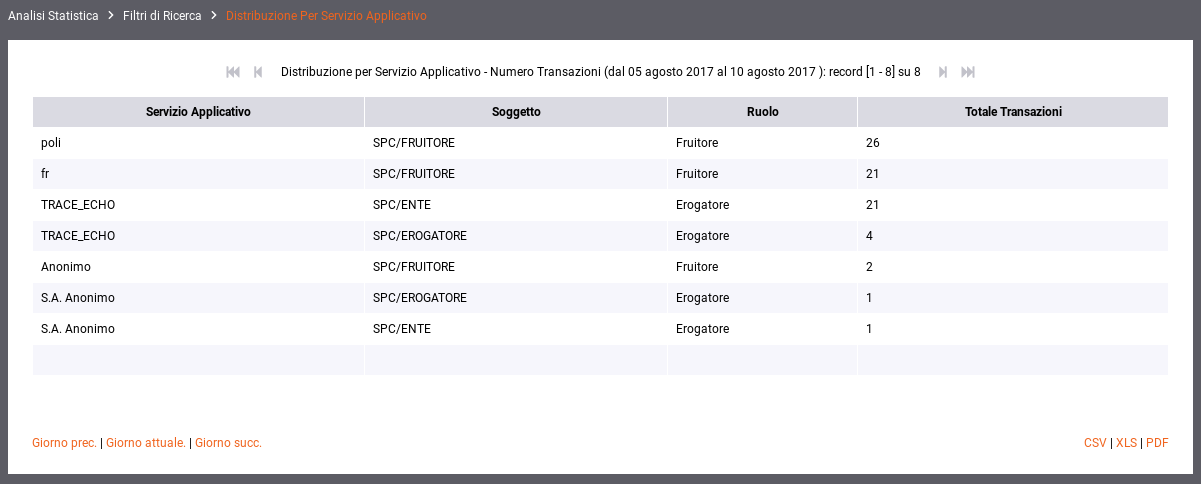 Analisi Statistica > Filtri di Ricerca > Distribuzione Per Servizio Applicativo
Distribuzione per Servizio Applicativo - Numero Transazioni (dal 05 agosto 2017 al 10 agosto 2017 ): record [1 - 8] su 8
Servizio Applicativo Soggetto Ruolo Totale Transazioni
poli SPC/FRUITORE Fruitore 26
fr SPC/FRUITORE Fruitore 21
TRACE_ECHO SPC/ENTE Erogatore 21
TRACE_ECHO SPC/EROGATORE Erogatore 4
Anonimo SPC/FRUITORE Fruitore 2
S.A. Anonimo SPC/EROGATORE Erogatore 1
S.A. Anonimo SPC/ENTE Erogatore 1
Giorno prec. | Giorno attuale. | Giorno succ. CSV | XLS | PDF